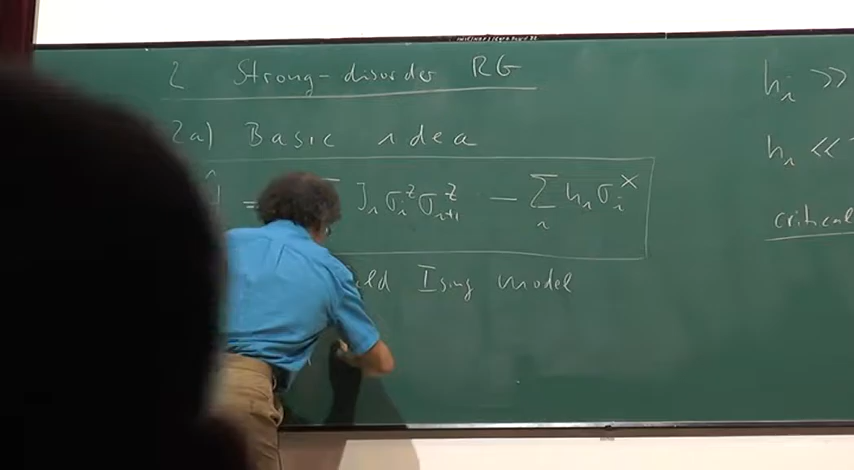 2 Strong-disorder RG
2a) Basic idea
= J_i σ_i^z σ_{i+1}^z - Σ_i h_i σ_i^x
Ising model
h_i >>
h_i <<
critical